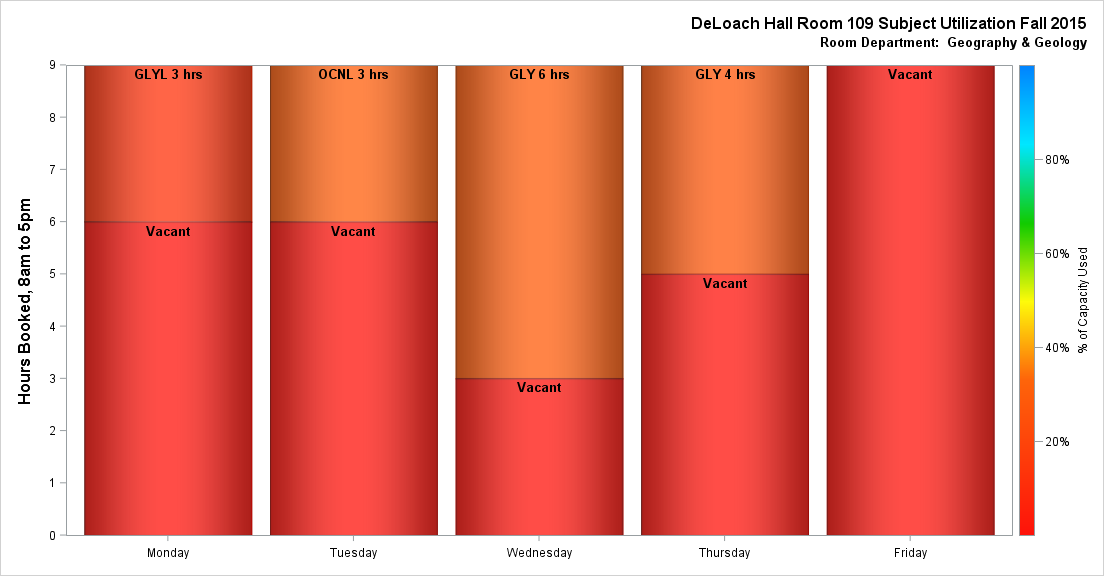 DeLoach Hall Room 109 Subject Utilization Fall 2015
Room Department: Geography & Geology
Hours Booked, 8am to 5pm
9
8
7
6
5
4
3
2
1
0
GLYL 3 hrs
Vacant
OCNL 3 hrs
Vacant
GLY 6 hrs
Vacant
GLY 4 hrs
Vacant
Vacant
Monday
Tuesday
Wednesday
Thursday
Friday
80%
60%
40%
20%
% of Capacity Used